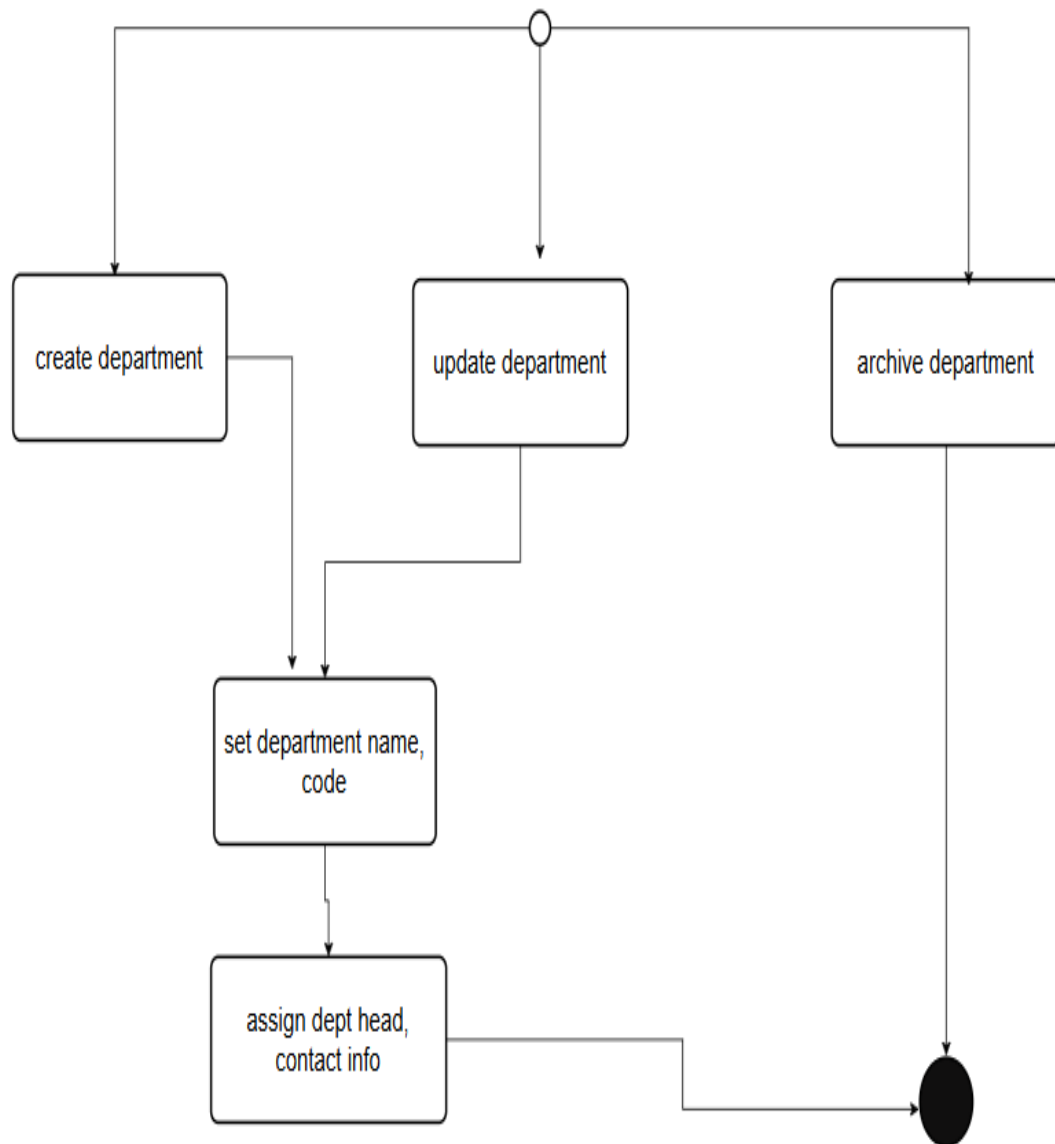 create department
update department
archive department
set department name,
code
assign dept head,
contact info